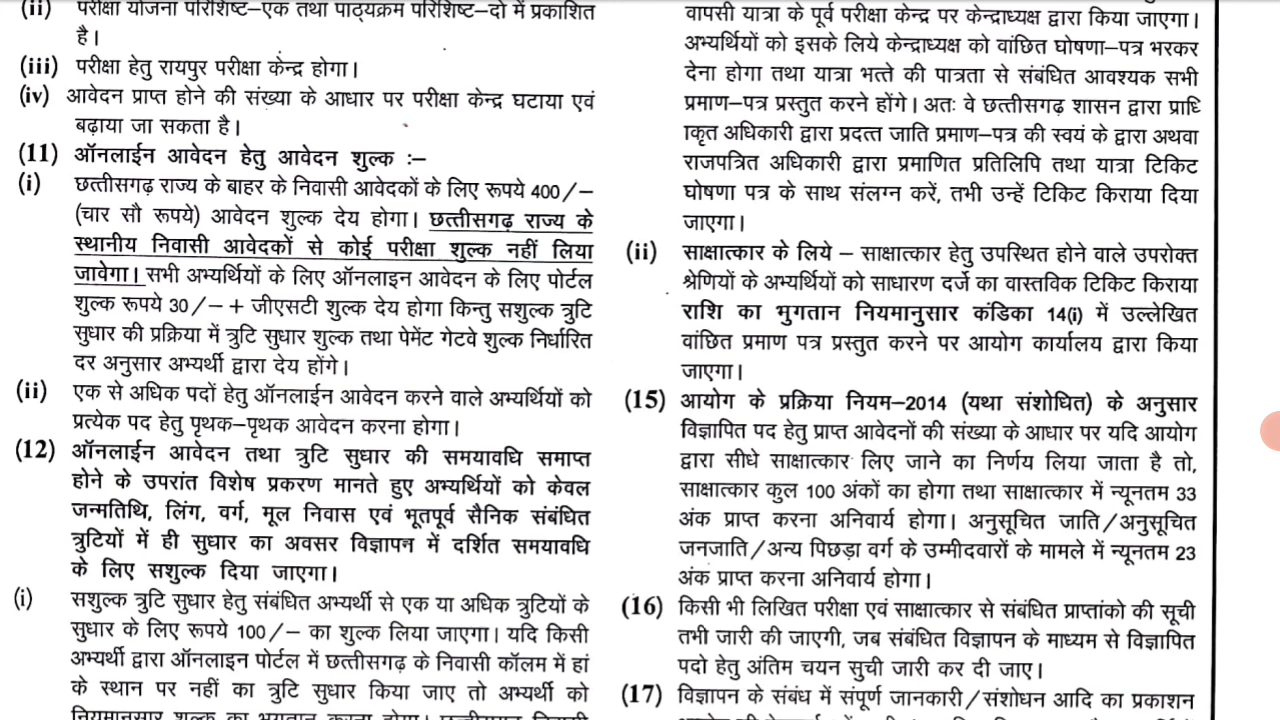 (ii) परीक्षा योजना परिशिष्ट–एक तथा पाठ्यक्रम परिशिष्ट–दो में प्रकाशित
है।
(iii) परीक्षा हेतु रायपुर परीक्षा केन्द्र होगा।
(iv) आवेदन प्राप्त होने की संख्या के आधार पर परीक्षा केन्द्र घटाया एवं
बढ़ाया जा सकता है।
(11) ऑनलाईन आवेदन हेतु आवेदन शुल्क :–
(i) छत्तीसगढ़ राज्य के बाहर के निवासी आवेदकों के लिए रूपये 400/–
(चार सौ रूपये) आवेदन शुल्क देय होगा। छत्तीसगढ़ राज्य के
स्थानीय निवासी आवेदकों से कोई परीक्षा शुल्क नहीं लिया
जावेगा। सभी अभ्यर्थियों के लिए ऑनलाइन आवेदन के लिए पोर्टल
शुल्क रूपये 30/–+ जीएसटी शुल्क देय होगा किन्तु सशुल्क त्रुटि
सुधार की प्रक्रिया में त्रुटि सुधार शुल्क तथा पेमेंट गेटवे शुल्क निर्धारित
दर अनुसार अभ्यर्थी द्वारा देय होंगे।
(ii) एक से अधिक पदों हेतु ऑनलाईन आवेदन करने वाले अभ्यर्थियों को
प्रत्येक पद हेतु पृथक–पृथक आवेदन करना होगा।
(12) ऑनलाईन आवेदन तथा त्रुटि सुधार की समयावधि समाप्त
होने के उपरांत विशेष प्रकरण मानते हुए अभ्यर्थियों को केवल
जन्मतिथि, लिंग, वर्ग, मूल निवास एवं भूतपूर्व सैनिक संबंधित
त्रुटियों में ही सुधार का अवसर विज्ञापन में दर्शित समयावधि
के लिए सशुल्क दिया जाएगा।
(i) सशुल्क त्रुटि सुधार हेतु संबंधित अभ्यर्थी से एक या अधिक त्रुटियों के
सुधार के लिए रूपये 100/– का शुल्क लिया जाएगा। यदि किसी
अभ्यर्थी द्वारा ऑनलाइन पोर्टल में छत्तीसगढ़ के निवासी कॉलम में हां
के स्थान पर नहीं का त्रुटि सुधार किया जाए तो अभ्यर्थी को
नियमानुसार शुल्क का भुगतान करना होगा।
वापसी यात्रा के पूर्व परीक्षा केन्द्र पर केन्द्राध्यक्ष द्वारा किया जाएगा।
अभ्यर्थियों को इसके लिये केन्द्राध्यक्ष को वांछित घोषणा–पत्र भरकर
देना होगा तथा यात्रा भत्ते की पात्रता से संबंधित आवश्यक सभी
प्रमाण–पत्र प्रस्तुत करने होंगे। अतः वे छत्तीसगढ़ शासन द्वारा प्राधि
ाकृत अधिकारी द्वारा प्रदत्त जाति प्रमाण–पत्र की स्वयं के द्वारा अथवा
राजपत्रित अधिकारी द्वारा प्रमाणित प्रतिलिपि तथा यात्रा टिकिट
घोषणा पत्र के साथ संलग्न करें, तभी उन्हें टिकिट किराया दिया
जाएगा।
(ii) साक्षात्कार के लिये – साक्षात्कार हेतु उपस्थित होने वाले उपरोक्त
श्रेणियों के अभ्यर्थियों को साधारण दर्जे का वास्तविक टिकिट किराया
राशि का भुगतान नियमानुसार कंडिका 14(i) में उल्लेखित
वांछित प्रमाण पत्र प्रस्तुत करने पर आयोग कार्यालय द्वारा किया
जाएगा।
(15) आयोग के प्रक्रिया नियम–2014 (यथा संशोधित) के अनुसार
विज्ञापित पद हेतु प्राप्त आवेदनों की संख्या के आधार पर यदि आयोग
द्वारा सीधे साक्षात्कार लिए जाने का निर्णय लिया जाता है तो,
साक्षात्कार कुल 100 अंकों का होगा तथा साक्षात्कार में न्यूनतम 33
अंक प्राप्त करना अनिवार्य होगा। अनुसूचित जाति/अनुसूचित
जनजाति/अन्य पिछड़ा वर्ग के उम्मीदवारों के मामले में न्यूनतम 23
अंक प्राप्त करना अनिवार्य होगा।
(16) किसी भी लिखित परीक्षा एवं साक्षात्कार से संबंधित प्राप्तांको की सूची
तभी जारी की जाएगी, जब संबंधित विज्ञापन के माध्यम से विज्ञापित
पदो हेतु अंतिम चयन सुची जारी कर दी जाए।
(17) विज्ञापन के संबंध में संपूर्ण जानकारी/संशोधन आदि का प्रकाशन